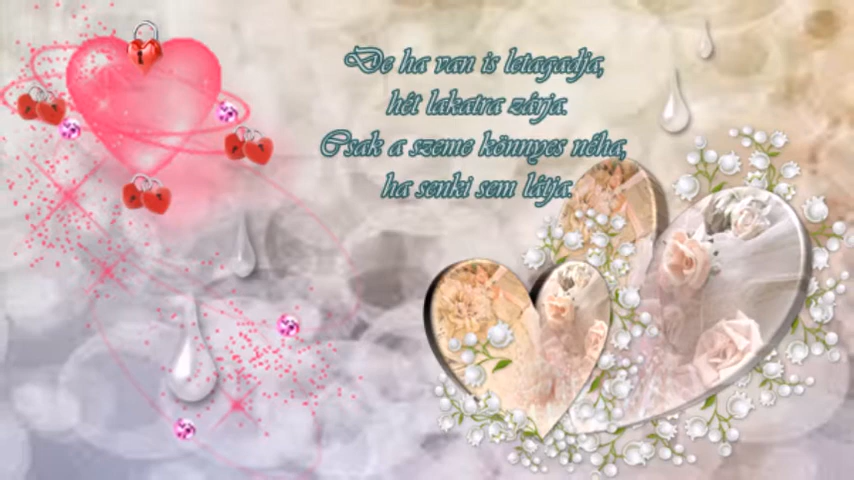 De ha van is letagadja,
hét lakatra zárja.
Csak a szeme könnyes néha,
ha senki sem látja.